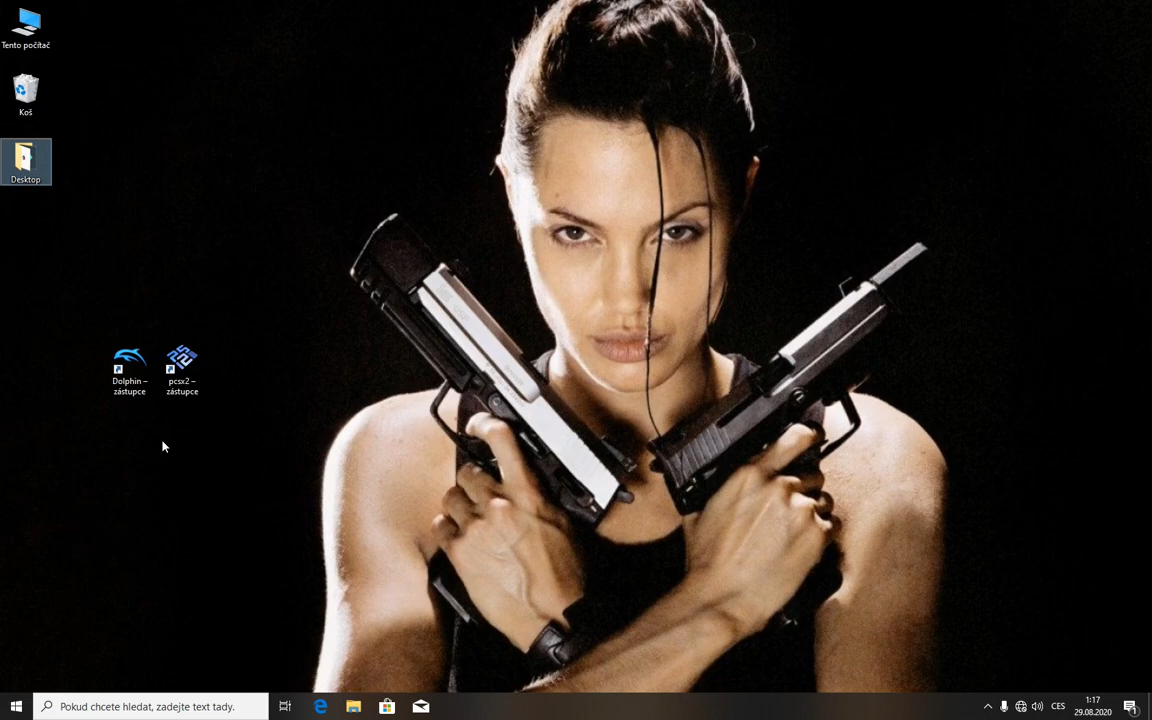 Tento počítač
Koš
Desktop
Dolphin –
zástupce
pcsx2 –
zástupce
Pokud chcete hledat, zadejte text tady.
CES
1:17
29.08.2020
1